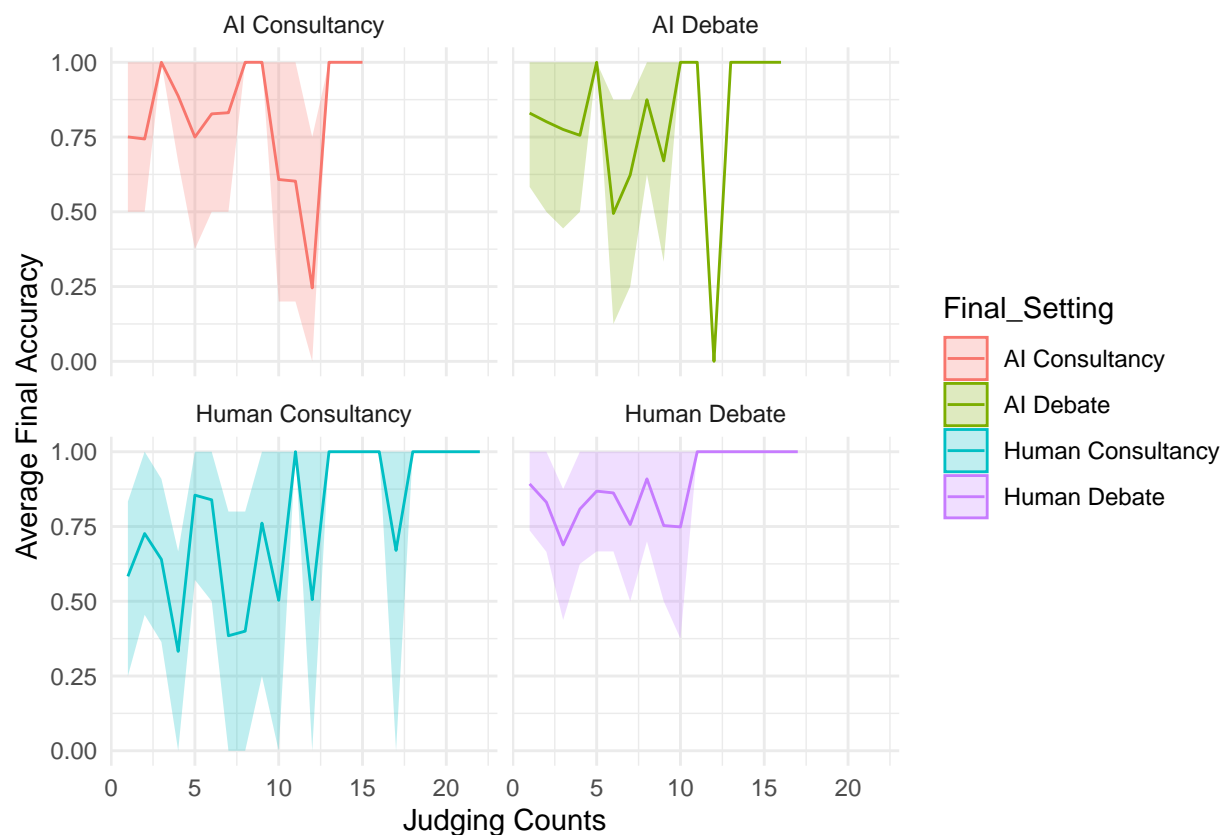 AI Consultancy
AI Debate
1.00
0.75
0.50
0.25
0.00
Human Consultancy
Human Debate
1.00
0.75
0.50
0.25
0.00
0 5 10 15 20
0 5 10 15 20
Judging Counts
Average Final Accuracy
Final_Setting
AI Consultancy
AI Debate
Human Consultancy
Human Debate